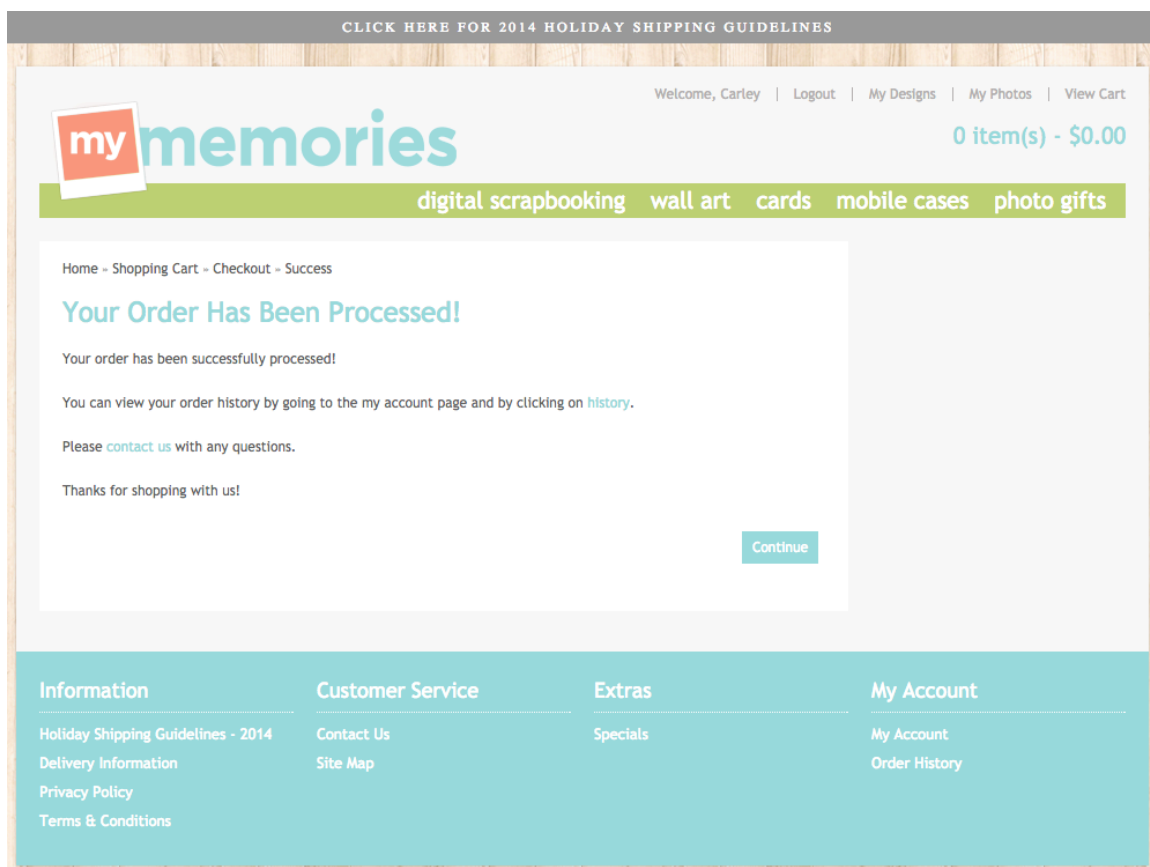 CLICK HERE FOR 2014 HOLIDAY SHIPPING GUIDELINES
Welcome, Carley | Logout | My Designs | My Photos | View Cart
my memories
0 item(s) - $0.00
digital scrapbooking wall art cards mobile cases photo gifts
Home » Shopping Cart » Checkout » Success
Your Order Has Been Processed!
Your order has been successfully processed!
You can view your order history by going to the my account page and by clicking on history.
Please contact us with any questions.
Thanks for shopping with us!
Continue
Information
Holiday Shipping Guidelines - 2014
Delivery Information
Privacy Policy
Terms & Conditions
Customer Service
Contact Us
Site Map
Extras
Specials
My Account
My Account
Order History